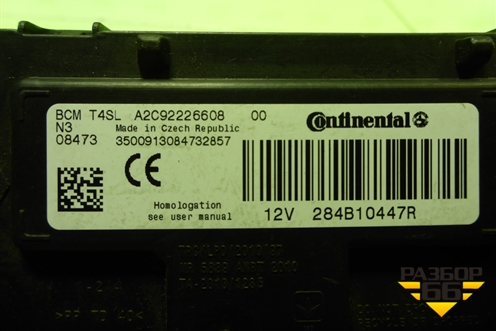 BCM T4SL A2C92226608 00
N3 Made in Czech Republic
08473 3500913084732857
Continental
CE
Homologation
see user manual
12V 284B10447R
РАЗБОР
66